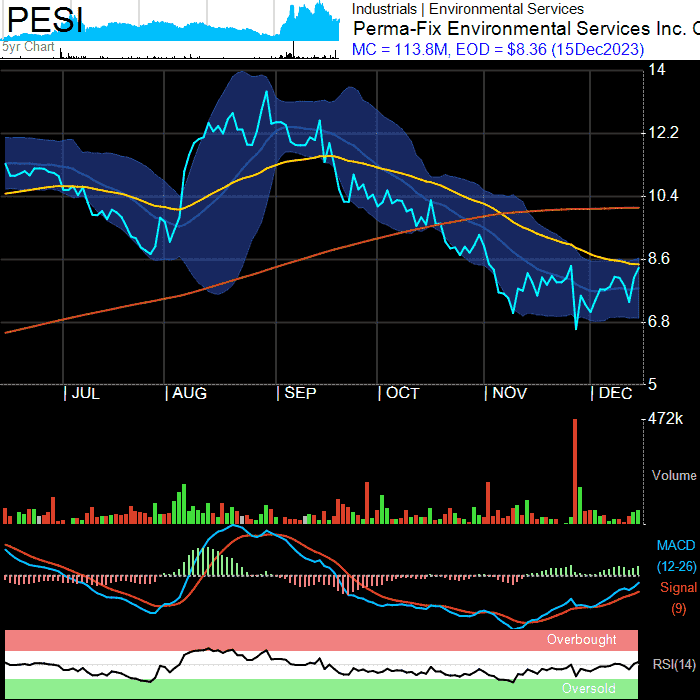 PESI
5yr Chart
Industrials | Environmental Services
Perma-Fix Environmental Services Inc. C
MC = 113.8M, EOD = $8.36 (15Dec2023)
14
12.2
10.4
8.6
6.8
5
JUL AUG SEP OCT NOV DEC
472k
Volume
MACD
(12-26)
Signal
(9)
Overbought
RSI(14)
Oversold